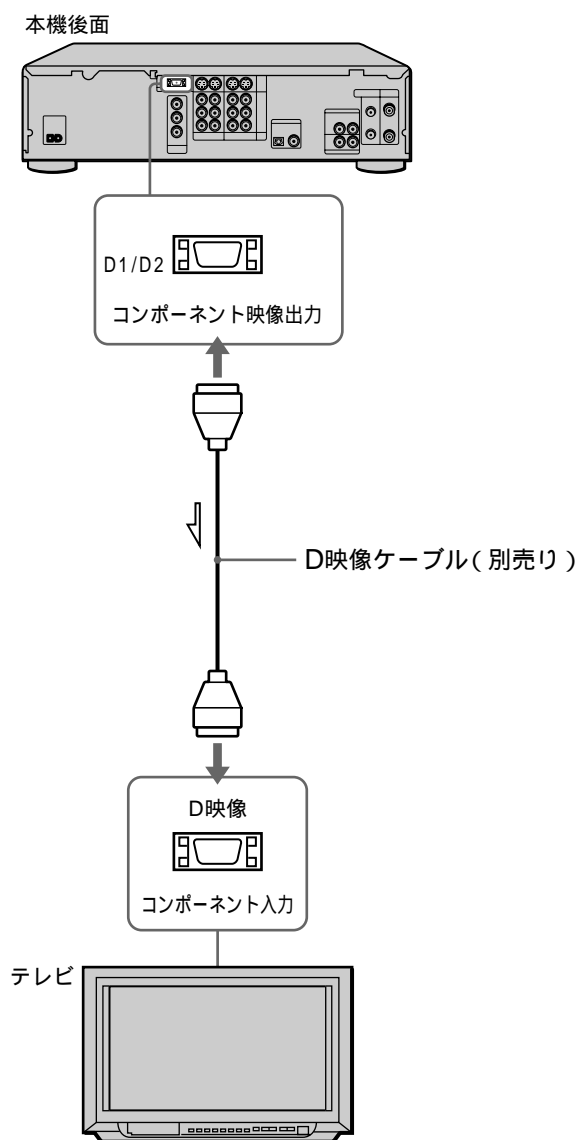 本機後面
D1/D2
コンポーネント映像出力
D映像ケーブル(別売り)
D映像
コンポーネント入力
テレビ